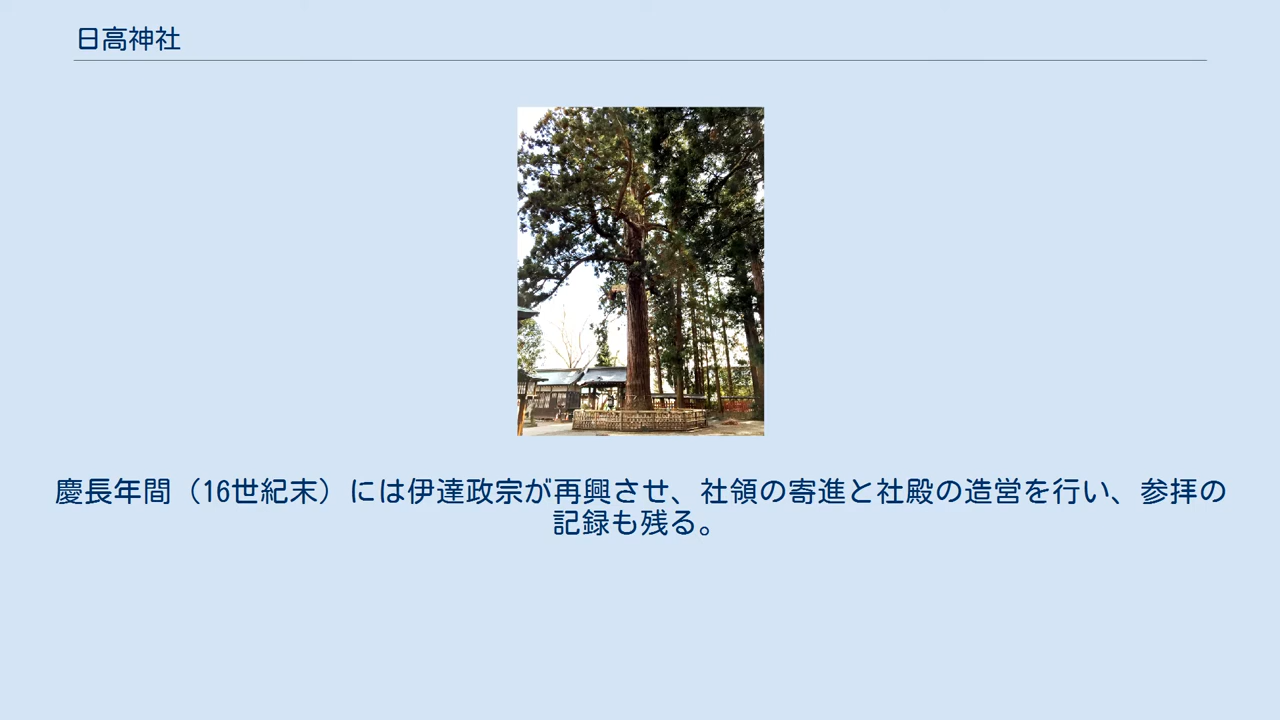 日高神社
慶長年間（16世紀末）には伊達政宗が再興させ、社領の寄進と社殿の造営を行い、参拝の
記録も残る。